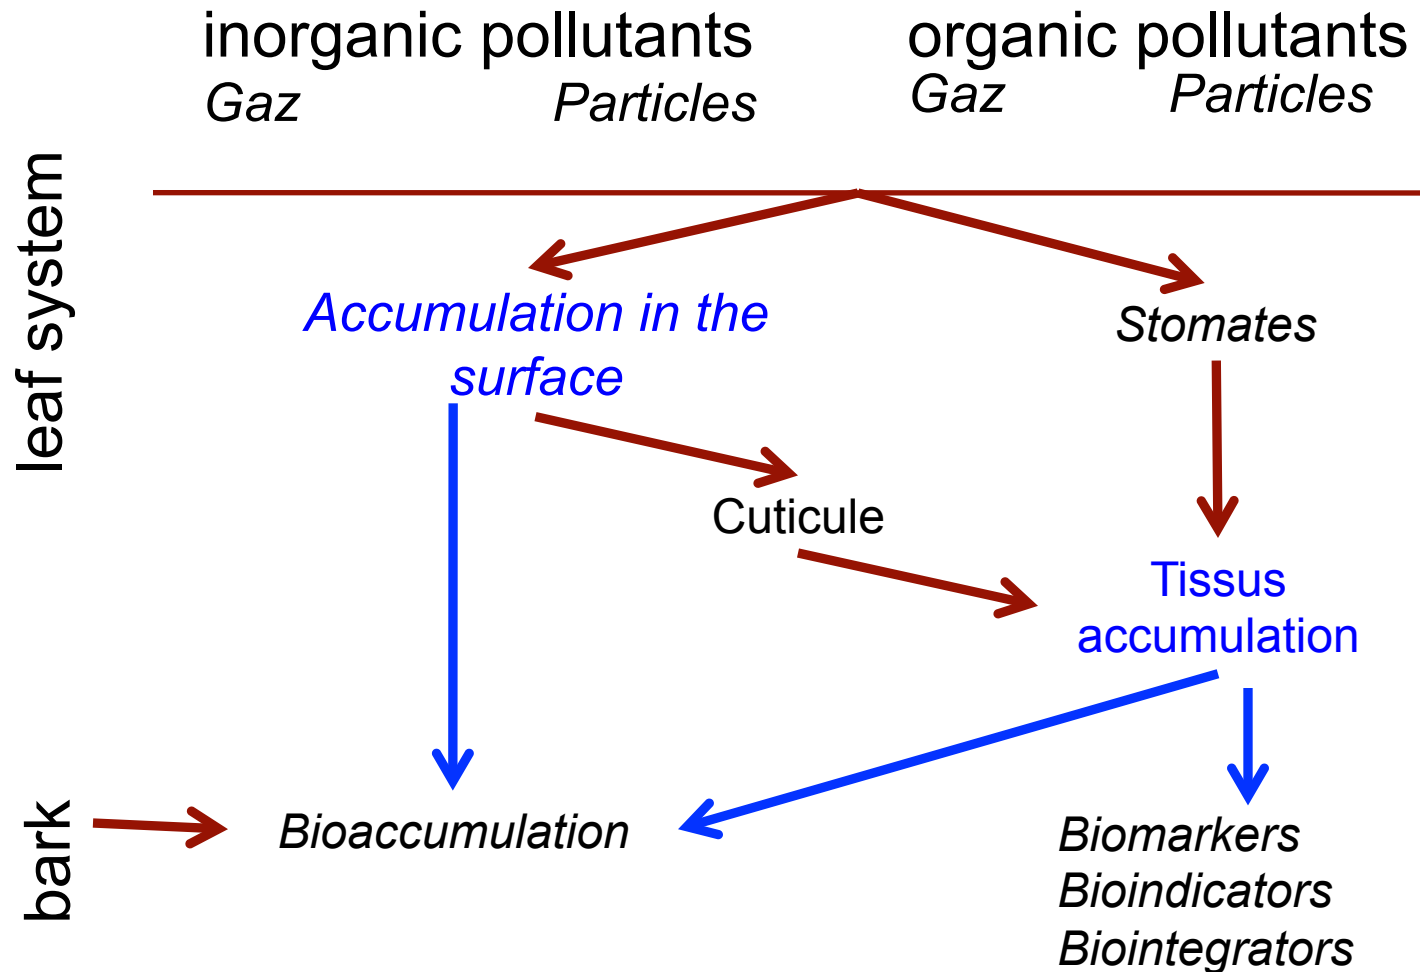 inorganic pollutants
organic pollutants
Gaz
Particles
Gaz
Particles
leaf system
Accumulation in the
surface
Stomates
Cuticule
Tissus
accumulation
bark
Bioaccumulation
Biomarkers
Bioindicators
Biointegrators